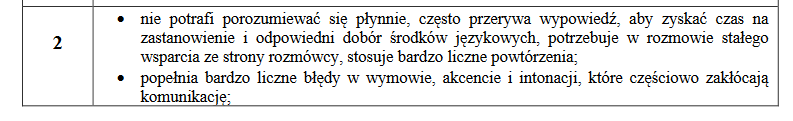 2
• nie potrafi porozumiewać się płynnie, często przerywa wypowiedź, aby zyskać czas na
zastanowienie i odpowiedni dobór środków językowych, potrzebuje w rozmowie stałego
wsparcia ze strony rozmówcy, stosuje bardzo liczne powtórzenia;
• popełnia bardzo liczne błędy w wymowie, akcencie i intonacji, które częściowo zakłócają
komunikację;